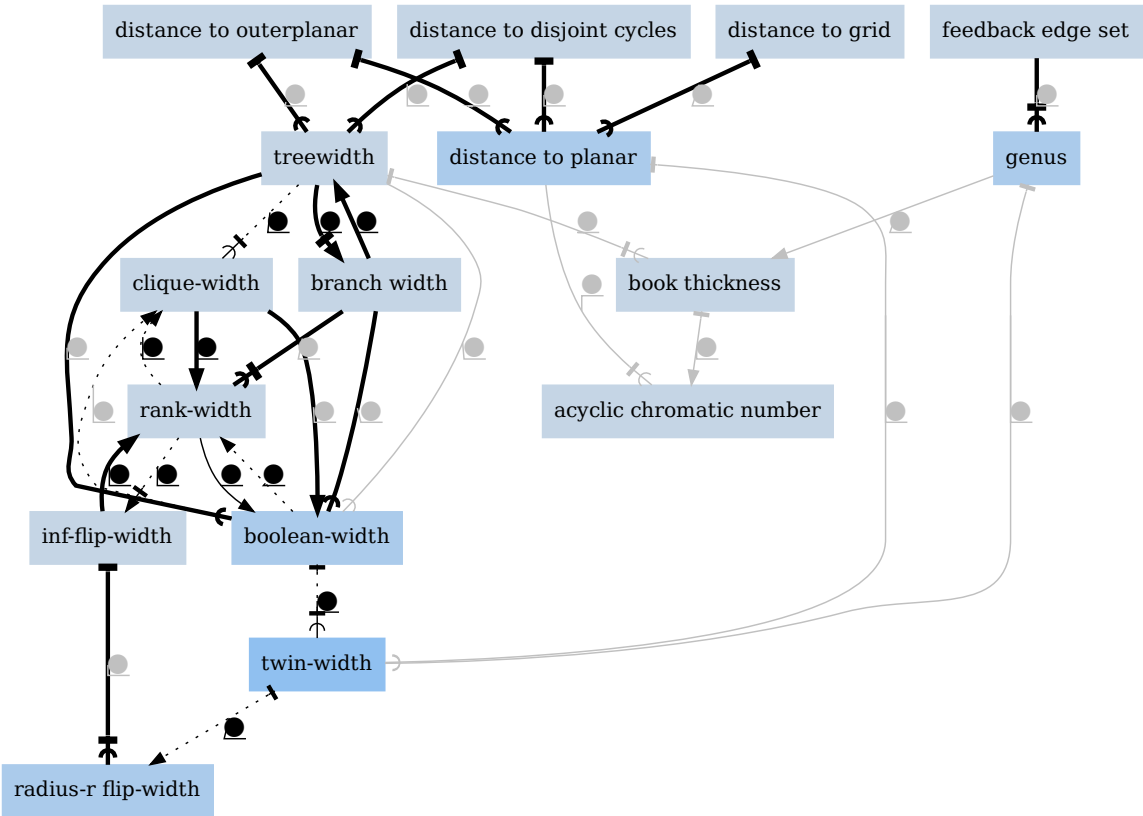 distance to outerplanar
distance to disjoint cycles
distance to grid
feedback edge set
treewidth
distance to planar
genus
clique-width
branch width
book thickness
rank-width
acyclic chromatic number
inf-flip-width
boolean-width
twin-width
radius-r flip-width